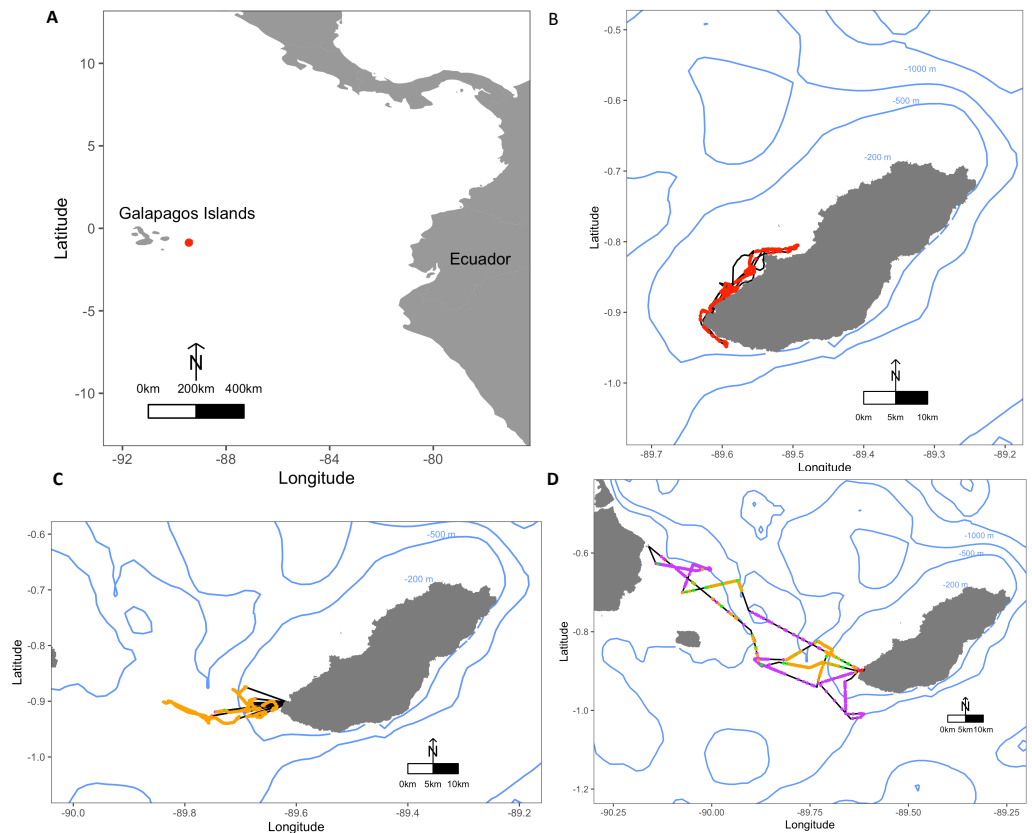 A
10
5
0
-5
-10
Latitude
Galapagos Islands
Ecuador
N
0km 200km 400km
-92 -88 -84 -80
Longitude
B
-0.5
-0.6
-0.7
-0.8
-0.9
-1.0
Latitude
-1000 m
-500 m
-200 m
N
0km 5km 10km
-89.7 -89.6 -89.5 -89.4 -89.3 -89.2
Longitude
C
-0.6
-0.7
-0.8
-0.9
-1.0
Latitude
-500 m
-200 m
N
0km 5km 10km
-90.0 -89.8 -89.6 -89.4 -89.2
Longitude
D
-0.6
-0.8
-1.0
-1.2
Latitude
-1000 m
-500 m
-200 m
N
0km 5km 10km
-90.25 -90.00 -89.75 -89.50 -89.25
Longitude